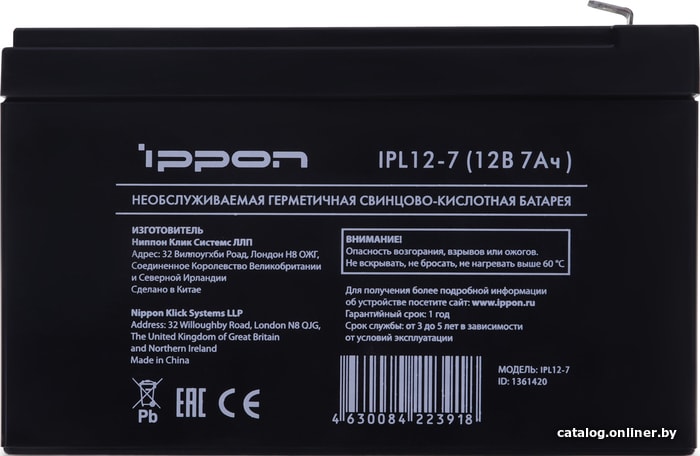 ippon
IPL12-7 (12В 7Ач)
НЕОБСЛУЖИВАЕМАЯ ГЕРМЕТИЧНАЯ СВИНЦОВО-КИСЛОТНАЯ БАТАРЕЯ
ИЗГОТОВИТЕЛЬ
Ниппон Клик Системс ЛЛП
Адрес: 32 Виллоугхби Роад, Лондон Н8 ОЖГ,
Соединенное Королевство Великобритании
и Северной Ирландии
Сделано в Китае
Nippon Klick Systems LLP
Address: 32 Willoughby Road, London N8 OJG,
The United Kingdom of Great Britain
and Northern Ireland
Made in China
ВНИМАНИЕ!
Опасность возгорания, взрывов или ожогов.
Не вскрывать, не бросать, не нагревать выше 60 °С
Для получения более подробной информации
об устройстве посетите сайт: www.ippon.ru
Гарантийный срок: 1 год
Срок службы: от 3 до 5 лет в зависимости
от условий эксплуатации
Pb
EAC CE
4 630084 223918
МОДЕЛЬ: IPL12-7
ID: 1361420
catalog.onliner.by